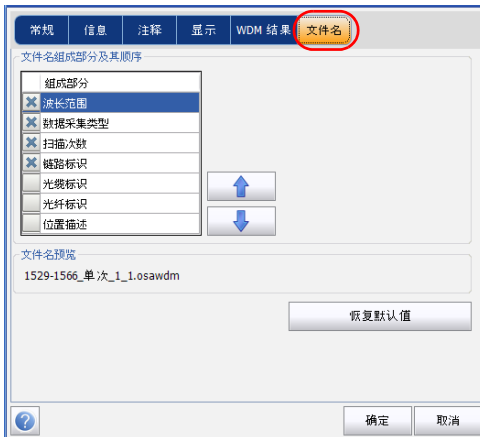 常规 信息 注释 显示 WDM 结果 文件名
文件名组成部分及其顺序
组成部分
波长范围
数据采集类型
扫描次数
链路标识
光缆标识
光纤标识
位置描述
文件名预览
1529-1566_单次_1_1.osawdm
恢复默认值
? 确定 取消